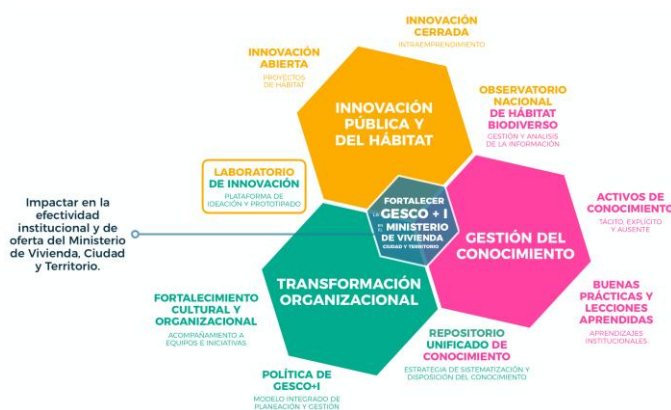 INNOVACIÓN
CERRADA
INTRAEMPRENDIMIENTO
INNOVACIÓN
ABIERTA
PROYECTOS
DE HÁBITAT
INNOVACIÓN
PÚBLICA Y
DEL HÁBITAT
OBSERVATORIO
NACIONAL
DE HÁBITAT
BIODIVERSO
GESTIÓN Y ANALISIS
DE LA INFORMACIÓN
LABORATORIO
DE INNOVACIÓN
PLATAFORMA DE
IDEACIÓN Y PROTOTIPADO
Impactar en la
efectividad
institucional y de
oferta del Ministerio
de Vivienda, Ciudad
y Territorio.
FORTALECER
LA GESCO + I
EN EL MINISTERIO
DE VIVIENDA
CIUDAD Y TERRITORIO
ACTIVOS DE
CONOCIMIENTO
TÁCITO, EXPLÍCITO
Y AUSENTE
GESTIÓN DEL
CONOCIMIENTO
TRANSFORMACIÓN
ORGANIZACIONAL
BUENAS
PRÁCTICAS Y
LECCIONES
APRENDIDAS
APRENDIZAJES
INSTITUCIONALES
FORTALECIMIENTO
CULTURAL Y
ORGANIZACIONAL
ACOMPAÑAMIENTO A
EQUIPOS E INICIATIVAS
REPOSITORIO
UNIFICADO DE
CONOCIMIENTO
ESTRATEGIA DE SISTEMATIZACIÓN Y
DISPOSICIÓN DEL CONOCIMIENTO
POLÍTICA DE
GESCO+I
MODELO INTEGRADO DE
PLANEACIÓN Y GESTIÓN